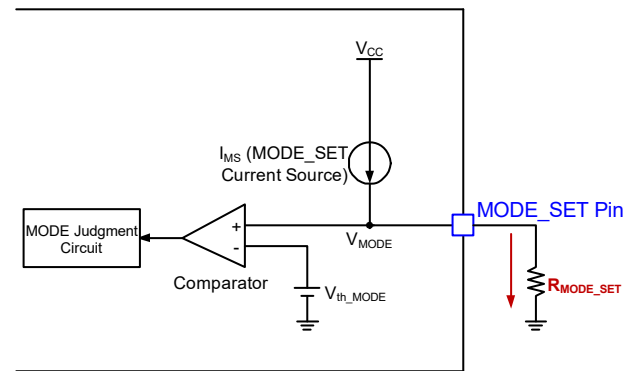 VCC
IMS (MODE_SET
Current Source)
MODE_SET Pin
MODE Judgment
Circuit
+
-
VMODE
Comparator
Vth_MODE
RMODE_SET